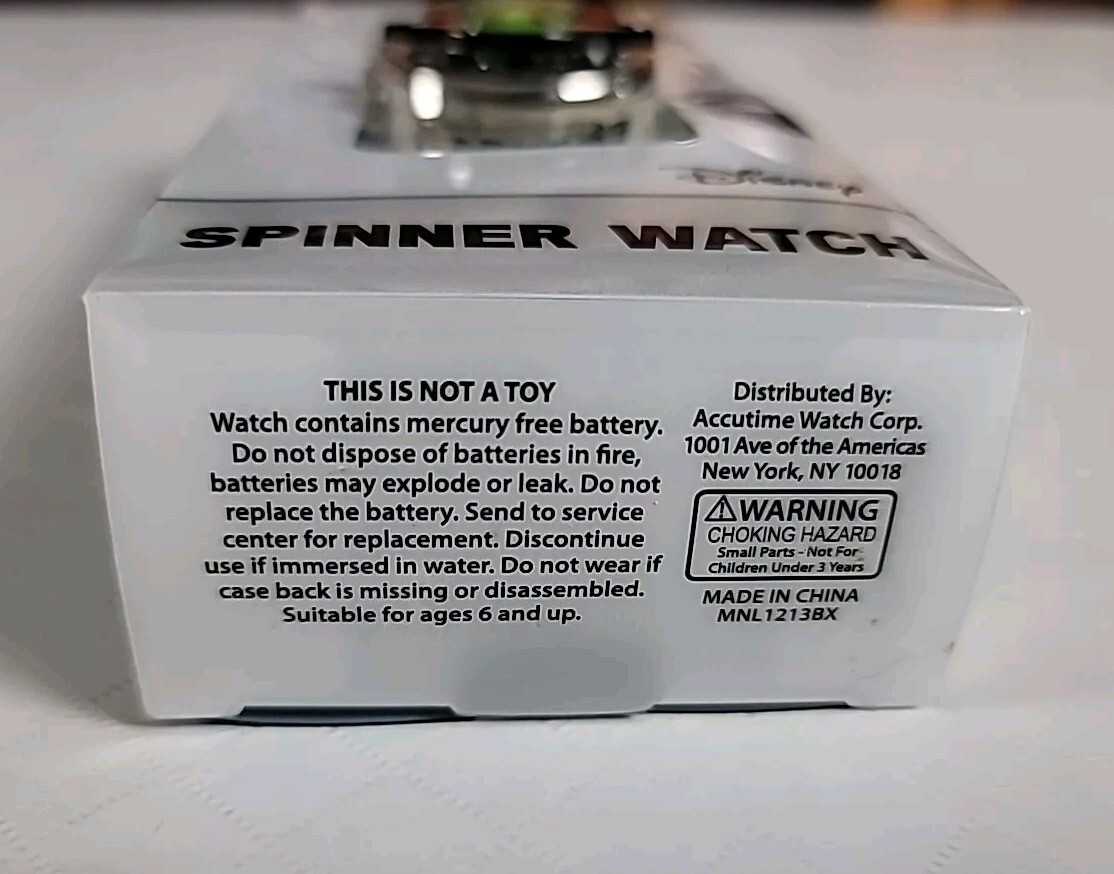 Disney
SPINNER WATCH
THIS IS NOT A TOY
Watch contains mercury free battery.
Do not dispose of batteries in fire,
batteries may explode or leak. Do not
replace the battery. Send to service
center for replacement. Discontinue
use if immersed in water. Do not wear if
case back is missing or disassembled.
Suitable for ages 6 and up.
Distributed By:
Accutime Watch Corp.
1001 Ave of the Americas
New York, NY 10018
⚠WARNING
CHOKING HAZARD
Small Parts - Not For
Children Under 3 Years
MADE IN CHINA
MNL1213BX